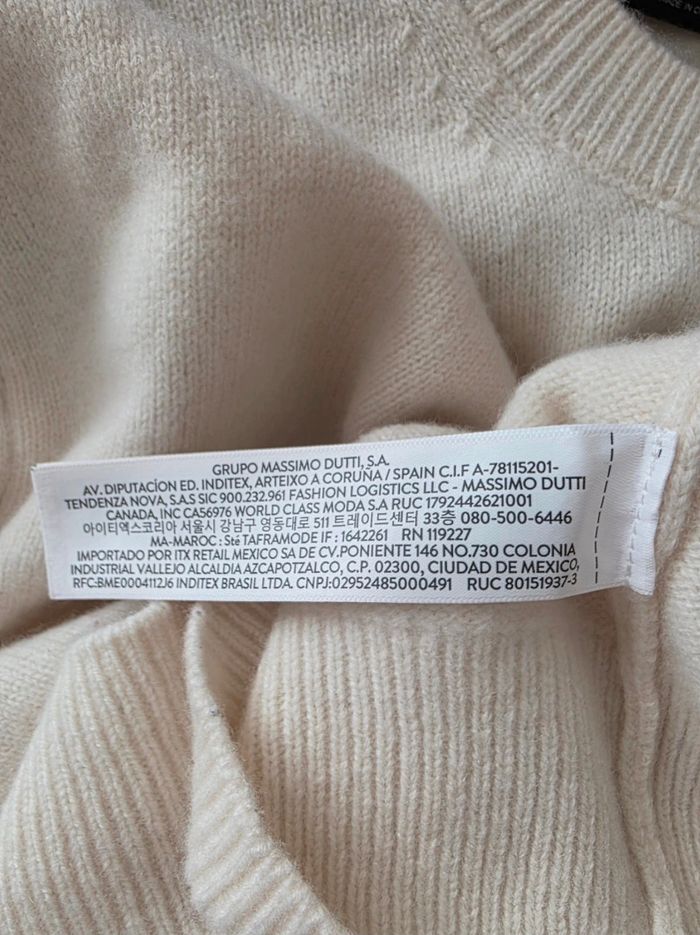 MADE IN
GRUPO MASSIMO DUTTI, S.A.
AV. DIPUTACÍON ED. INDITEX, ARTEIXO A CORUÑA / SPAIN C.I.F A-78115201-
TENDENZA NOVA, S.A.S SIC 900.232.961 FASHION LOGISTICS LLC - MASSIMO DUTTI
CANADA, INC CA56976 WORLD CLASS MODA S.A RUC 1792442621001
아이티엑스코리아 서울시 강남구 영동대로 511 트레이드센터 33층 080-500-6446
MA-MAROC : Sté TAFRAMODE IF : 1642261 RN 119227
IMPORTADO POR ITX RETAIL MEXICO SA DE CV.PONIENTE 146 NO.730 COLONIA
INDUSTRIAL VALLEJO ALCALDIA AZCAPOTZALCO, C.P. 02300, CIUDAD DE MEXICO,
RFC:BME0004112J6 INDITEX BRASIL LTDA. CNPJ:02952485000491 RUC 80151937-3